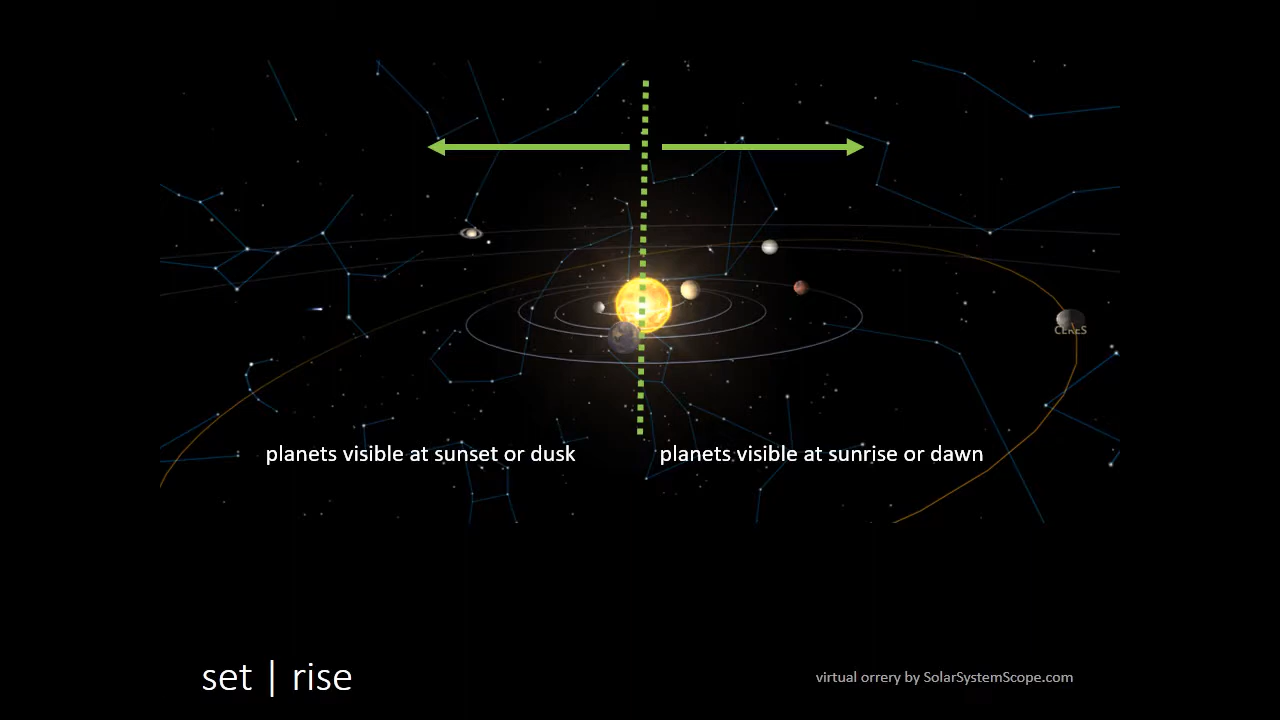 CERES
planets visible at sunset or dusk
planets visible at sunrise or dawn
set | rise
virtual orrery by SolarSystemScope.com